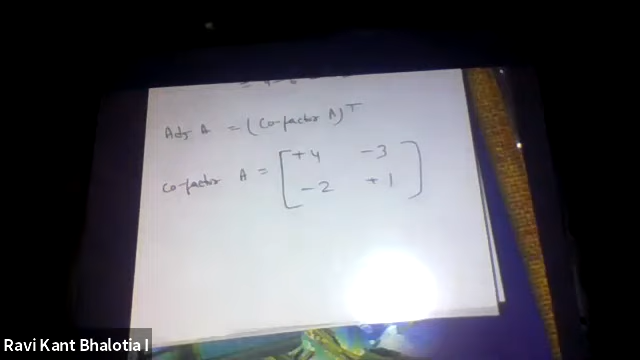 Adj A = (Co-factor A)^T
Co-factor A = [+4 -3
-2 +1]
Ravi Kant Bhalotia I